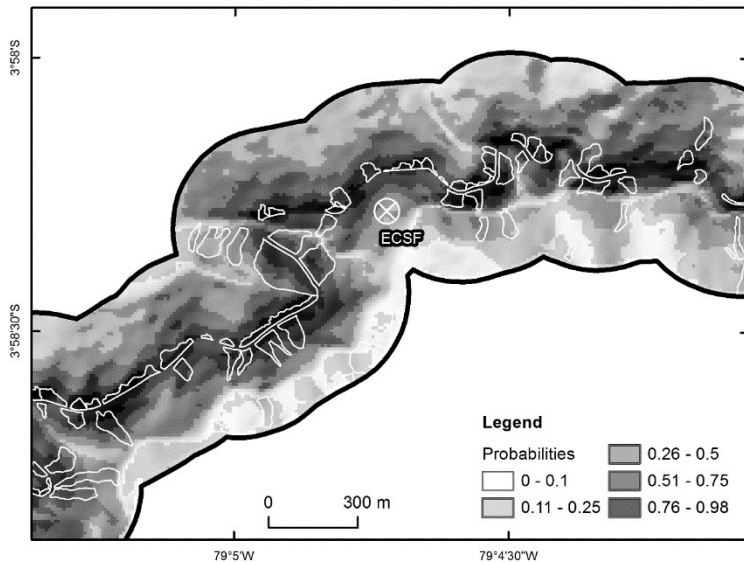 3°58'S
3°58'30"S
ECSF
Legend
Probabilities
0 - 0.1
0.11 - 0.25
0.26 - 0.5
0.51 - 0.75
0.76 - 0.98
0 300 m
79°5'W
79°4'30"W